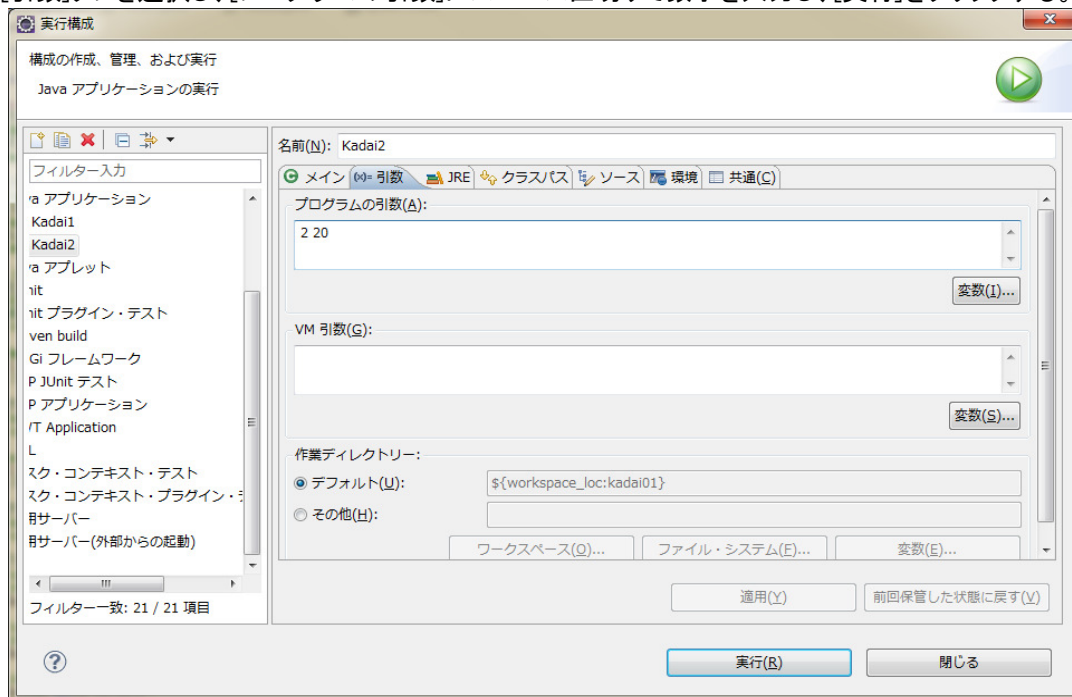 実行構成
構成の作成、管理、および実行
Java アプリケーションの実行
名前(N): Kadai2
フィルター入力
メイン 引数 JRE クラスパス ソース 環境 共通(C)
a アプリケーション
Kadai1
Kadai2
a アプレット
nit
nit プラグイン・テスト
ven build
Gi フレームワーク
P JUnit テスト
P アプリケーション
/T Application
L
スク・コンテキスト・テスト
スク・コンテキスト・プラグイン・テ
用サーバー
用サーバー(外部からの起動)
フィルター一致: 21 / 21 項目
プログラムの引数(A):
2 20
変数(I)...
VM 引数(G):
変数(S)...
作業ディレクトリー:
デフォルト(U): ${workspace_loc:kadai01}
その他(H):
ワークスペース(O)... ファイル・システム(F)... 変数(E)...
適用(Y) 前回保管した状態に戻す(V)
実行(R) 閉じる